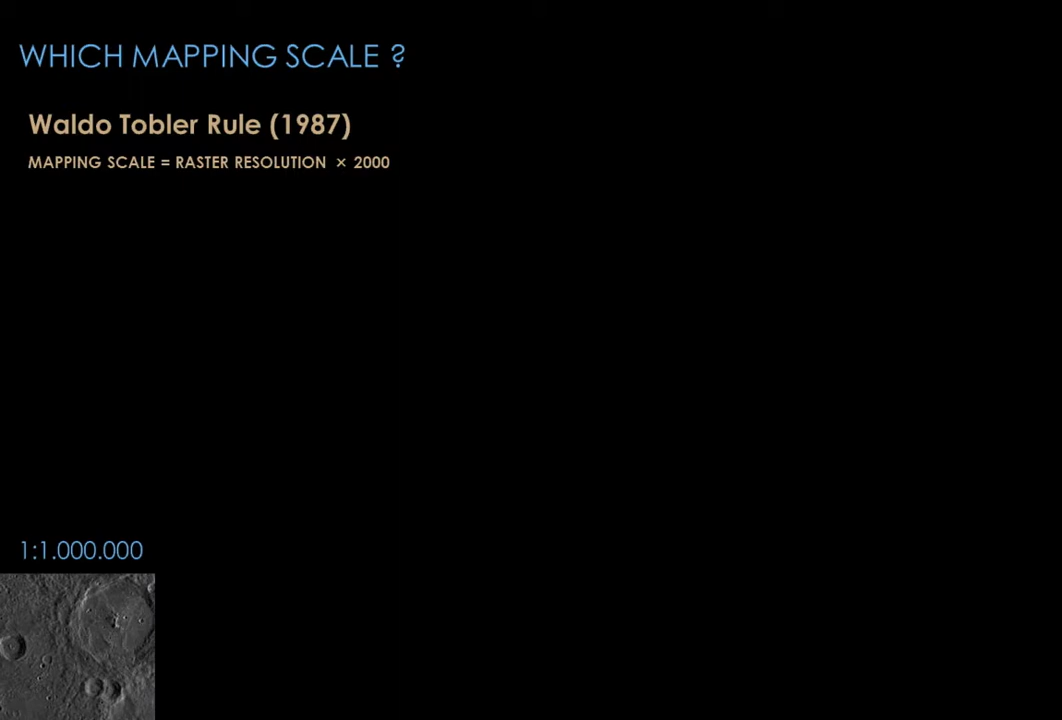 WHICH MAPPING SCALE ?
Waldo Tobler Rule (1987)
MAPPING SCALE = RASTER RESOLUTION × 2000
1:1.000.000